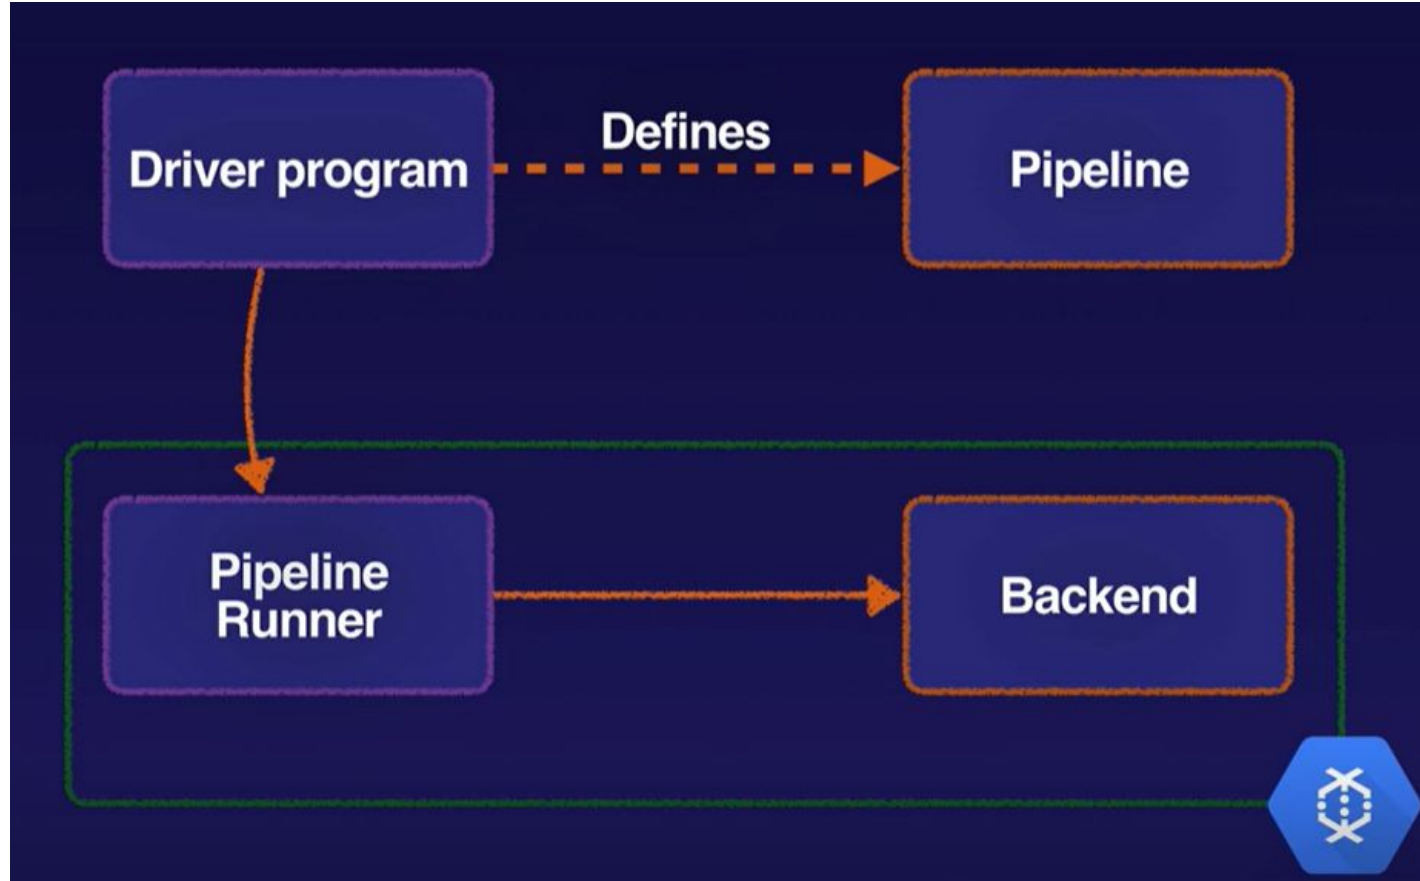 Driver program
Defines
Pipeline
Pipeline
Runner
Backend